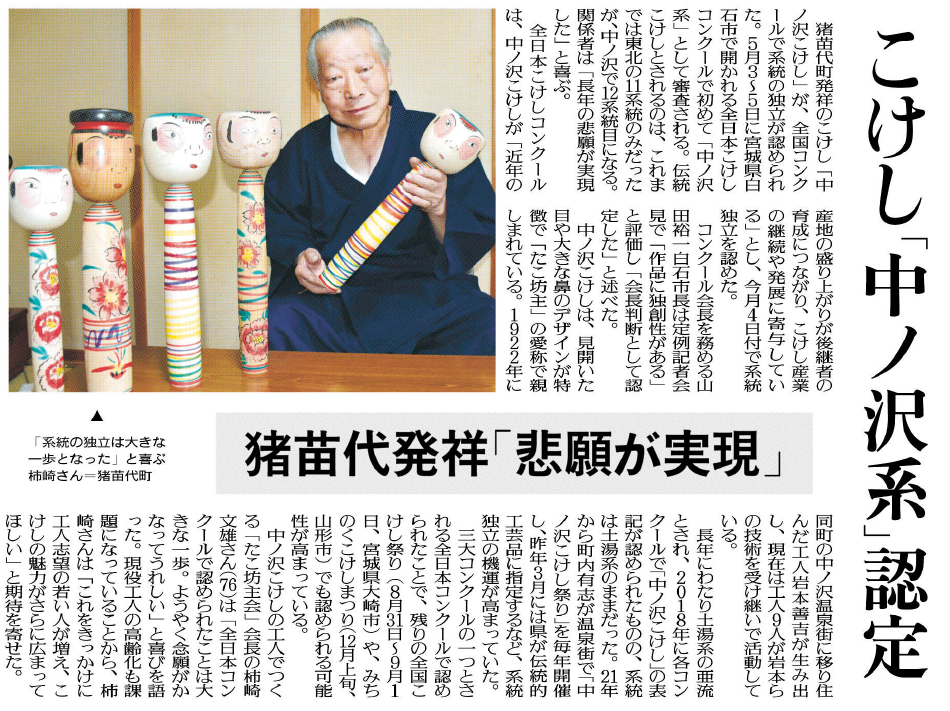 こけし「中ノ沢系」認定
　猪苗代町発祥のこけし「中
ノ沢こけし」が、全国コンク
ールで系統の独立が認められ
た。５月３～５日に宮城県白
石市で開かれる全日本こけし
コンクールで初めて「中ノ沢
系」として審査される。伝統
こけしとされるのは、これま
では東北の11系統のみだった
が、中ノ沢で12系統目になる。
関係者は「長年の悲願が実現
した」と喜ぶ。
　全日本こけしコンクール
は、中ノ沢こけしが「近年の
産地の盛り上がりが後継者の
育成につながり、こけし産業
の継続や発展に寄与してい
る」とし、今月４日付で系統
独立を認めた。
　コンクール会長を務める山
田裕一白石市長は定例記者会
見で「作品に独創性がある」
と評価し「会長判断として認
定した」と述べた。
　中ノ沢こけしは、見開いた
目や大きな鼻のデザインが特
徴で「たこ坊主」の愛称で親
しまれている。１９２２年に
猪苗代発祥「悲願が実現」
▲
「系統の独立は大きな
一歩となった」と喜ぶ
柿崎さん＝猪苗代町
同町の中ノ沢温泉街に移り住
んだ工人岩本善吉が生み出
し、現在は工人９人が岩本ら
の技術を受け継いで活動して
いる。
　長年にわたり土湯系の亜流
とされ、２０１８年に各コン
クールで「中ノ沢こけし」の表
記が認められたものの、系統
は土湯系のままだった。21年
から町内有志が温泉街で「中
ノ沢こけし祭り」を毎年開催
し、昨年３月には県が伝統的
工芸品に指定するなど、系統
独立の機運が高まっていた。
　三大コンクールの一つとさ
れる全日本コンクールで認め
られたことで、残りの全国こ
けし祭り（８月31日～９月１
日、宮城県大崎市）や、みち
のくこけしまつり（12月上旬、
山形市）でも認められる可能
性が高まっている。
　中ノ沢こけしの工人でつく
る「たこ坊主会」会長の柿崎
文雄さん(76)は「全日本コン
クールで認められたことは大
きな一歩。ようやく念願がか
なってうれしい」と喜びを語
った。現役工人の高齢化も課
題になっていることから、柿
崎さんは「これをきっかけに
工人志望の若い人が増え、こ
けしの魅力がさらに広まって
ほしい」と期待を寄せた。